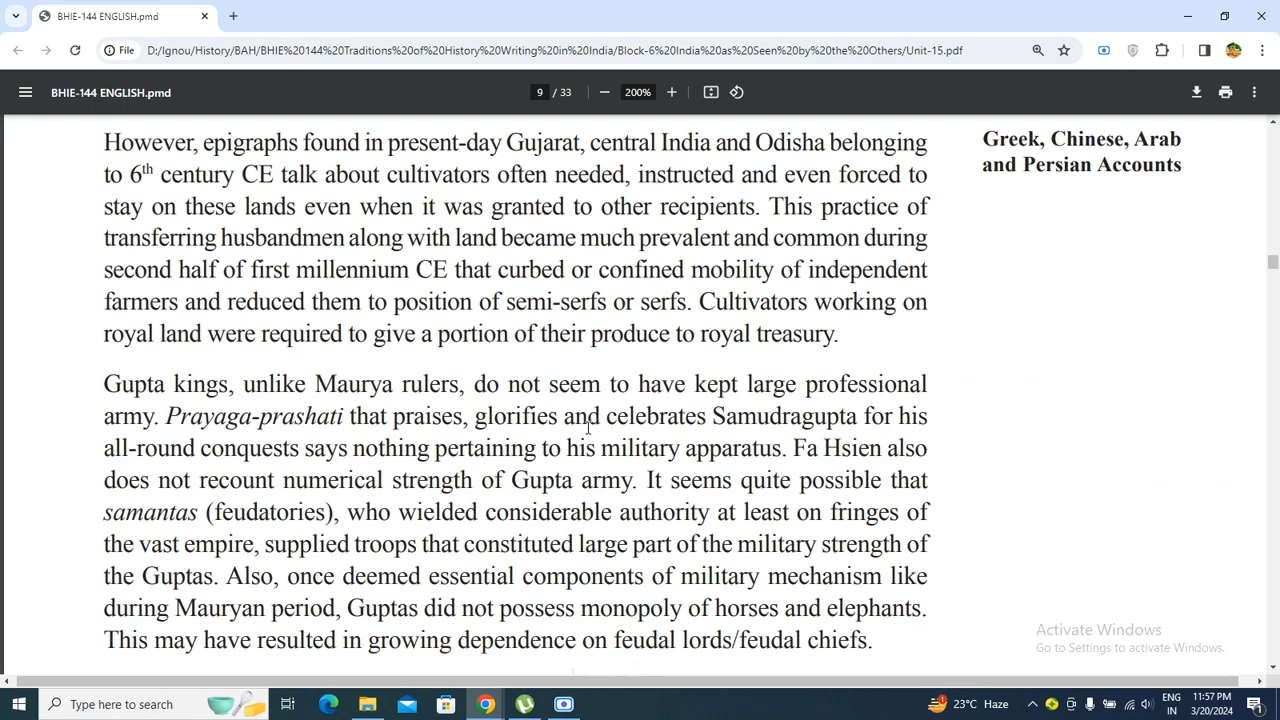 BHIE-144 ENGLISH.pmd
File
D:/Ignou/History/BAH/BHIE%20144%20Traditions%20of%20History%20Writing%20in%20India/Block-6%20India%20as%20Seen%20by%20the%20Others/Unit-15.pdf
BHIE-144 ENGLISH.pmd
9 / 33
200%
However, epigraphs found in present-day Gujarat, central India and Odisha belonging
to 6th century CE talk about cultivators often needed, instructed and even forced to
stay on these lands even when it was granted to other recipients. This practice of
transferring husbandmen along with land became much prevalent and common during
second half of first millennium CE that curbed or confined mobility of independent
farmers and reduced them to position of semi-serfs or serfs. Cultivators working on
royal land were required to give a portion of their produce to royal treasury.
Gupta kings, unlike Maurya rulers, do not seem to have kept large professional
army. Prayaga-prashati that praises, glorifies and celebrates Samudragupta for his
all-round conquests says nothing pertaining to his military apparatus. Fa Hsien also
does not recount numerical strength of Gupta army. It seems quite possible that
samantas (feudatories), who wielded considerable authority at least on fringes of
the vast empire, supplied troops that constituted large part of the military strength of
the Guptas. Also, once deemed essential components of military mechanism like
during Mauryan period, Guptas did not possess monopoly of horses and elephants.
This may have resulted in growing dependence on feudal lords/feudal chiefs.
Greek, Chinese, Arab
and Persian Accounts
Activate Windows
Go to Settings to activate Windows.
Type here to search
23°C Haze
ENG
IN
11:57 PM
3/20/2024
1